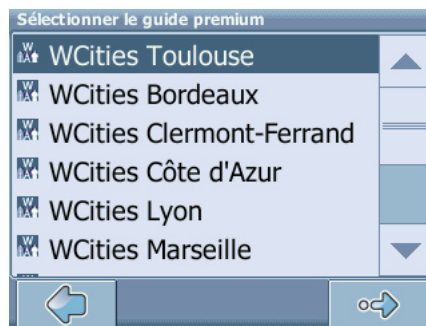 Sélectionner le guide premium
WCities Toulouse
WCities Bordeaux
WCities Clermont-Ferrand
WCities Côte d'Azur
WCities Lyon
WCities Marseille